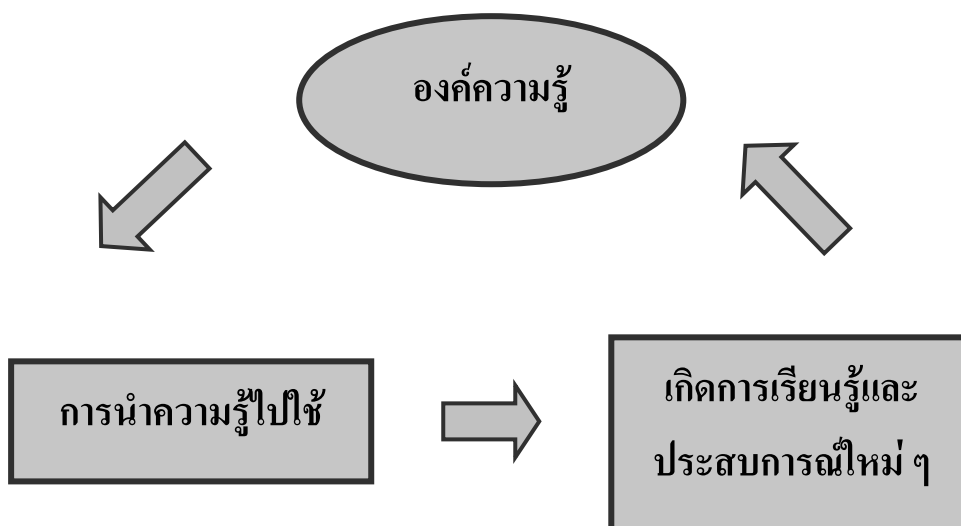 องค์ความรู้
การนำความรู้ไปใช้
เกิดการเรียนรู้และ
ประสบการณ์ใหม่ ๆ